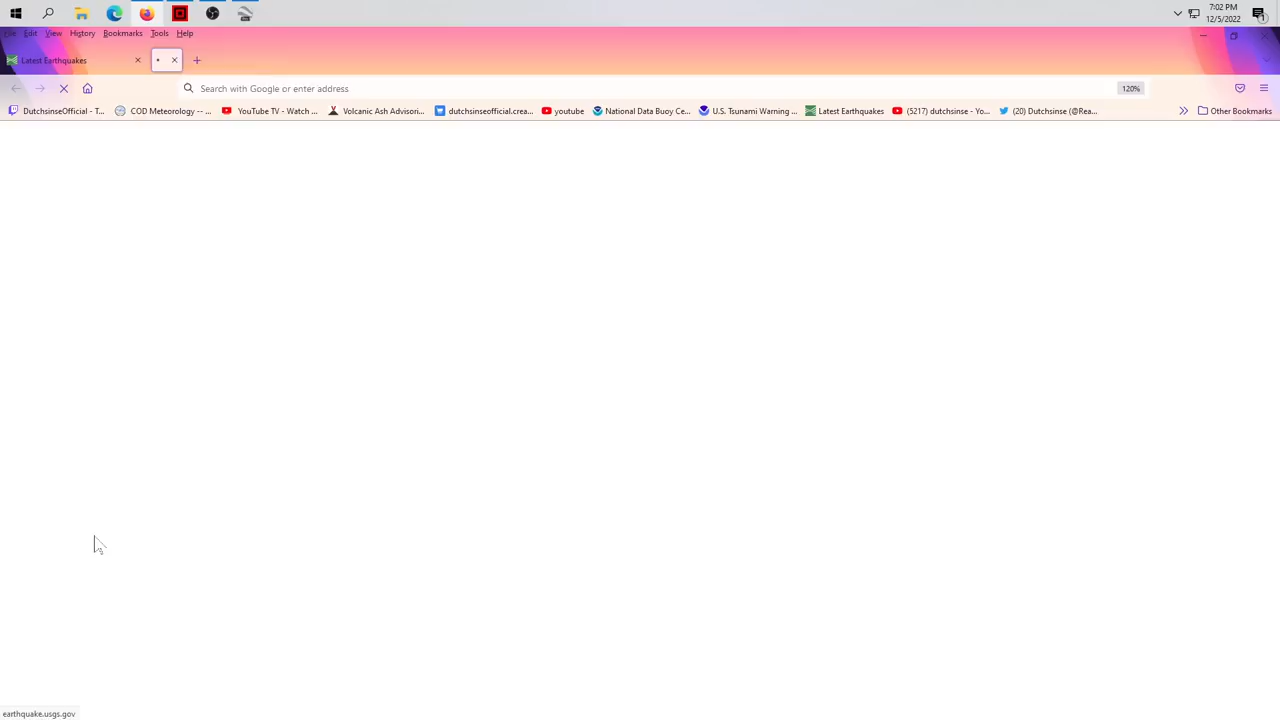 7:02 PM
12/5/2022
File Edit View History Bookmarks Tools Help
Latest Earthquakes
Search with Google or enter address
120%
DutchsinseOfficial - T... COD Meteorology -- ... YouTube TV - Watch ... Volcanic Ash Advisori... dutchsinseofficial.crea... youtube National Data Buoy Ce... U.S. Tsunami Warning ... Latest Earthquakes (5217) dutchsinse - Yo... (20) Dutchsinse (@Rea... Other Bookmarks
earthquake.usgs.gov